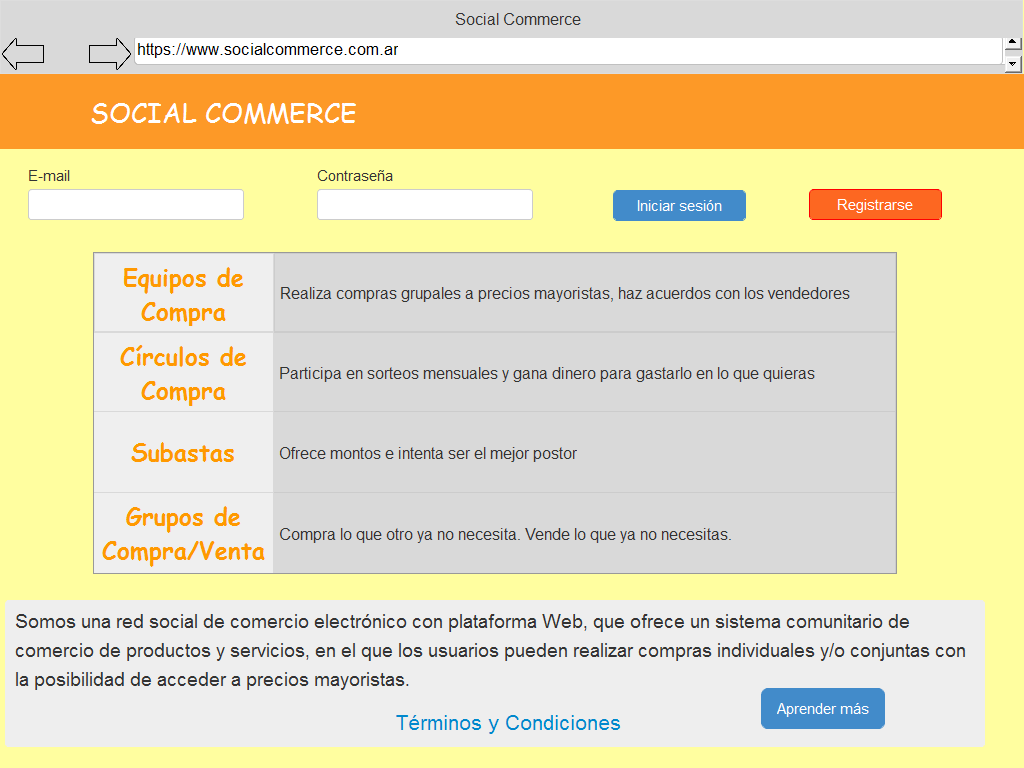 Social Commerce
https://www.socialcommerce.com.ar
SOCIAL COMMERCE
E-mail
Contraseña
Iniciar sesión
Registrarse
Equipos de
Compra
Realiza compras grupales a precios mayoristas, haz acuerdos con los vendedores
Círculos de
Compra
Participa en sorteos mensuales y gana dinero para gastarlo en lo que quieras
Subastas
Ofrece montos e intenta ser el mejor postor
Grupos de
Compra/Venta
Compra lo que otro ya no necesita. Vende lo que ya no necesitas.
Somos una red social de comercio electrónico con plataforma Web, que ofrece un sistema comunitario de
comercio de productos y servicios, en el que los usuarios pueden realizar compras individuales y/o conjuntas con
la posibilidad de acceder a precios mayoristas.
Aprender más
Términos y Condiciones